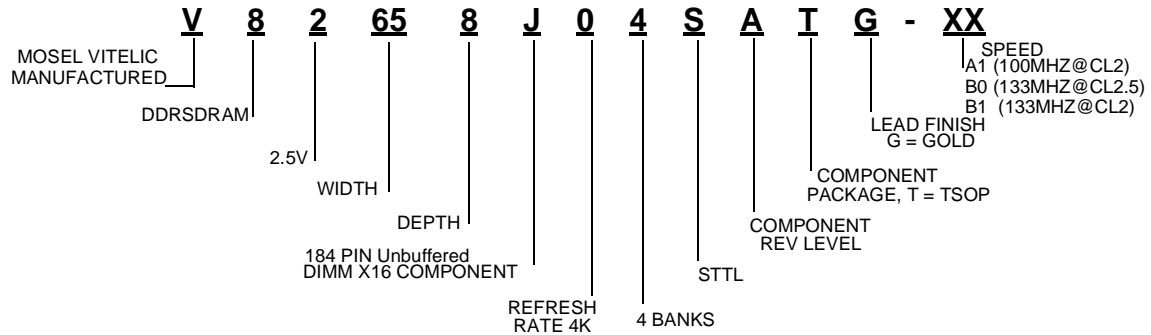 V 8 2 65 8 J 0 4 S A T G - XX
MOSEL VITELIC
MANUFACTURED
DDRSDRAM
2.5V
WIDTH
DEPTH
184 PIN Unbuffered
DIMM X16 COMPONENT
REFRESH
RATE 4K
4 BANKS
STTL
COMPONENT
REV LEVEL
COMPONENT
PACKAGE, T = TSOP
LEAD FINISH
G = GOLD
SPEED
A1 (100MHZ@CL2)
B0 (133MHZ@CL2.5)
B1 (133MHZ@CL2)